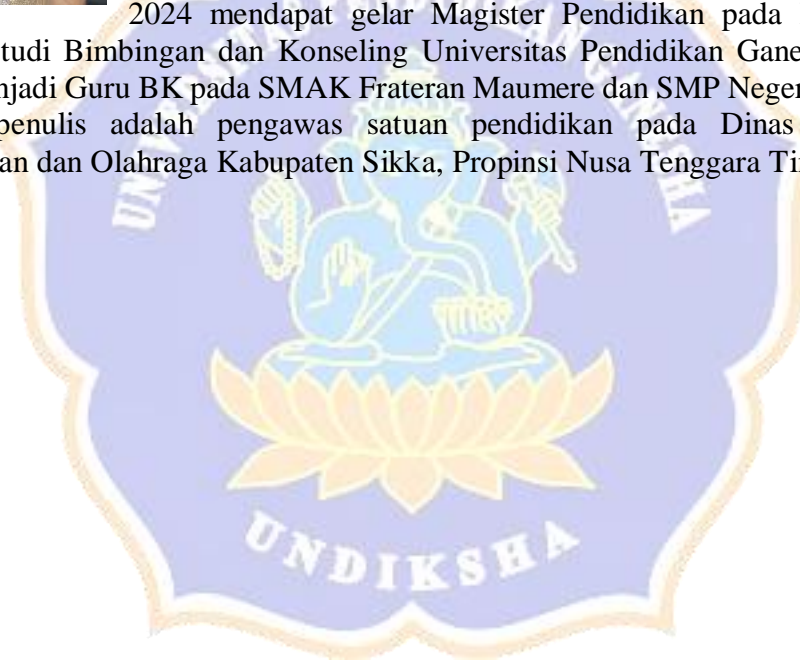 2024 mendapat gelar Magister Pendidikan pada
tudi Bimbingan dan Konseling Universitas Pendidikan Gane
njadi Guru BK pada SMAK Frateran Maumere dan SMP Neger
penulis adalah pengawas satuan pendidikan pada Dinas
an dan Olahraga Kabupaten Sikka, Propinsi Nusa Tenggara Ti
UNDIKSHA